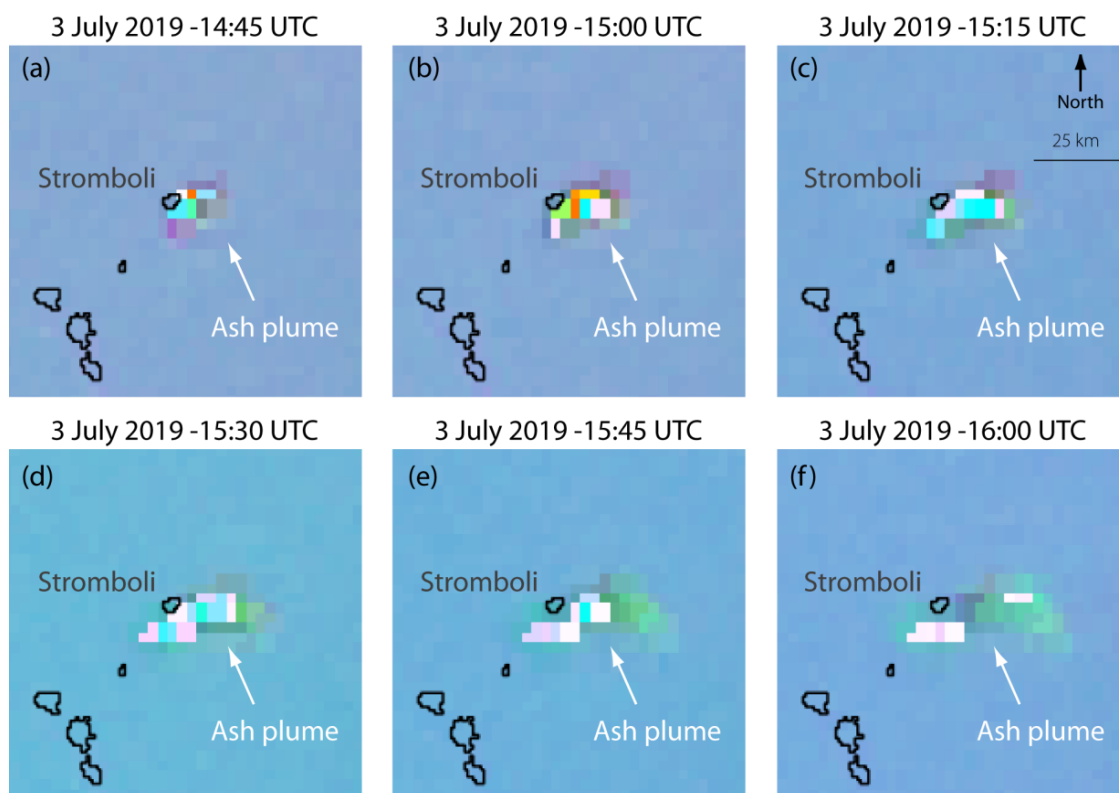 3 July 2019 -14:45 UTC
3 July 2019 -15:00 UTC
3 July 2019 -15:15 UTC
(a)
(b)
(c)
North
25 km
Stromboli
Stromboli
Stromboli
Ash plume
Ash plume
Ash plume
3 July 2019 -15:30 UTC
3 July 2019 -15:45 UTC
3 July 2019 -16:00 UTC
(d)
(e)
(f)
Stromboli
Stromboli
Stromboli
Ash plume
Ash plume
Ash plume